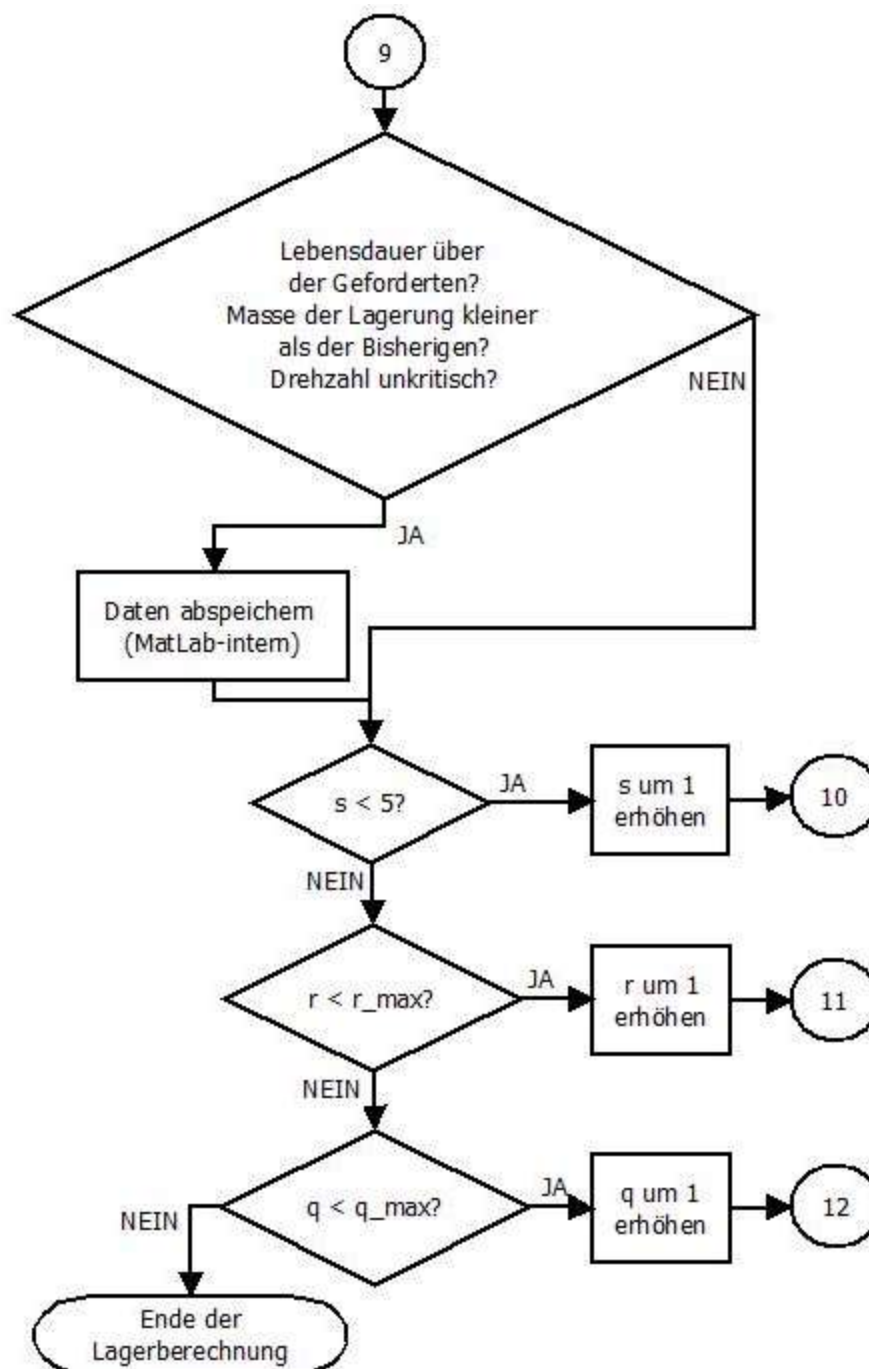 9
Lebensdauer über
der Geforderten?
Masse der Lagerung kleiner
als der Bisherigen?
Drehzahl unkritisch?
NEIN
JA
Daten abspeichern
(MatLab-intern)
s < 5?
JA
s um 1
erhöhen
10
NEIN
r < r_max?
JA
r um 1
erhöhen
11
NEIN
q < q_max?
JA
q um 1
erhöhen
12
NEIN
Ende der
Lagerberechnung